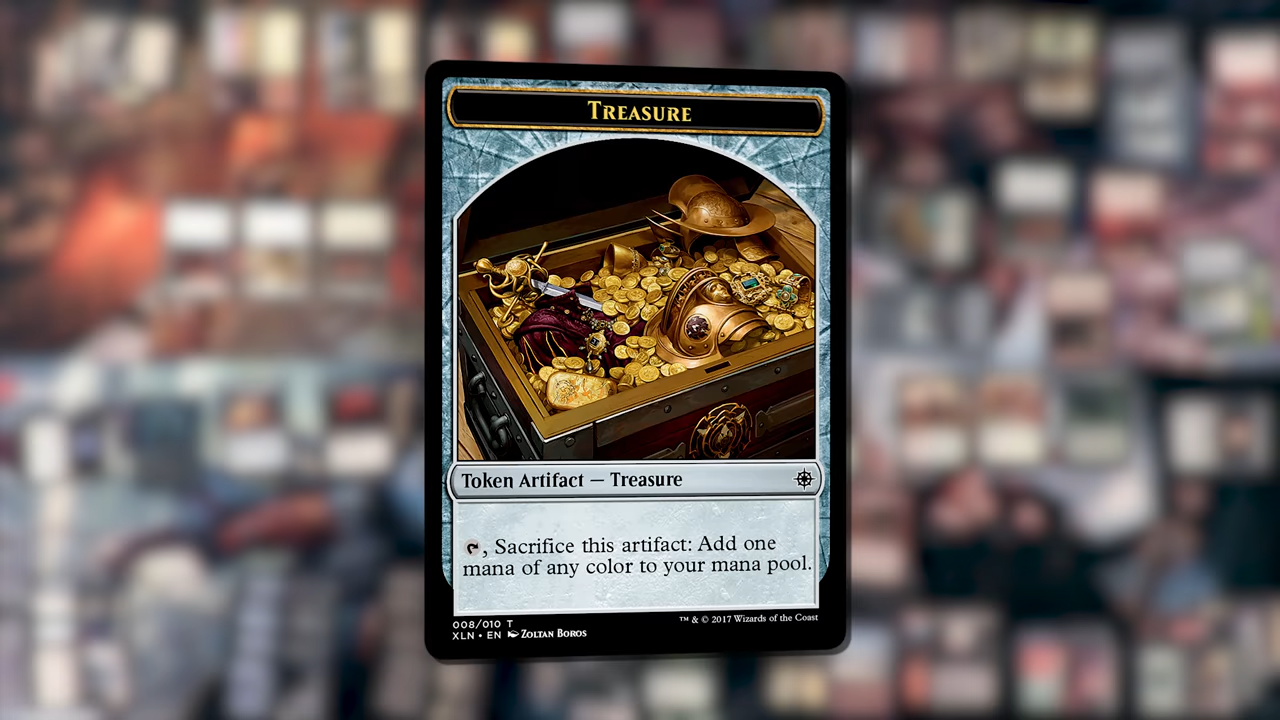 Treasure
Token Artifact — Treasure
, Sacrifice this artifact: Add one
mana of any color to your mana pool.
008/010 T
XLN • EN Zoltan Boros
™ & © 2017 Wizards of the Coast